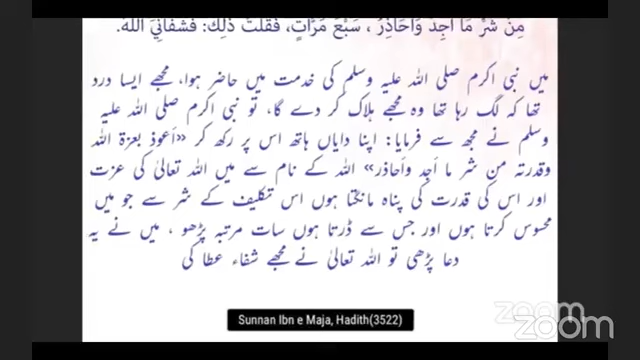 مِنْ شَرِّ مَا أَجِدُ وَأُحَاذِرُ ، سَبْعَ مَرَّاتٍ، فَقُلْتُ ذَلِكَ: فَشَفَانِيَ اللَّهُ.
میں نبی اکرم صلی اللہ علیہ وسلم کی خدمت میں حاضر ہوا، مجھے ایسا درد
تھا کہ لگ رہا تھا وہ مجھے ہلاک کر دے گا، تو نبی اکرم صلی اللہ علیہ
وسلم نے مجھ سے فرمایا: اپنا دایاں ہاتھ اس پر رکھ کر «أعوذ بعزة الله
وقدرته من شر ما أجد وأحاذر» اللہ کے نام سے میں اللہ تعالیٰ کی عزت
اور اس کی قدرت کی پناہ مانگتا ہوں اس تکلیف کے شر سے جو میں
محسوس کرتا ہوں اور جس سے ڈرتا ہوں سات مرتبہ پڑھو ، میں نے یہ
دعا پڑھی تو اللہ تعالیٰ نے مجھے شفاء عطا کی
Sunnan Ibn e Maja, Hadith(3522)
zoom
zoom